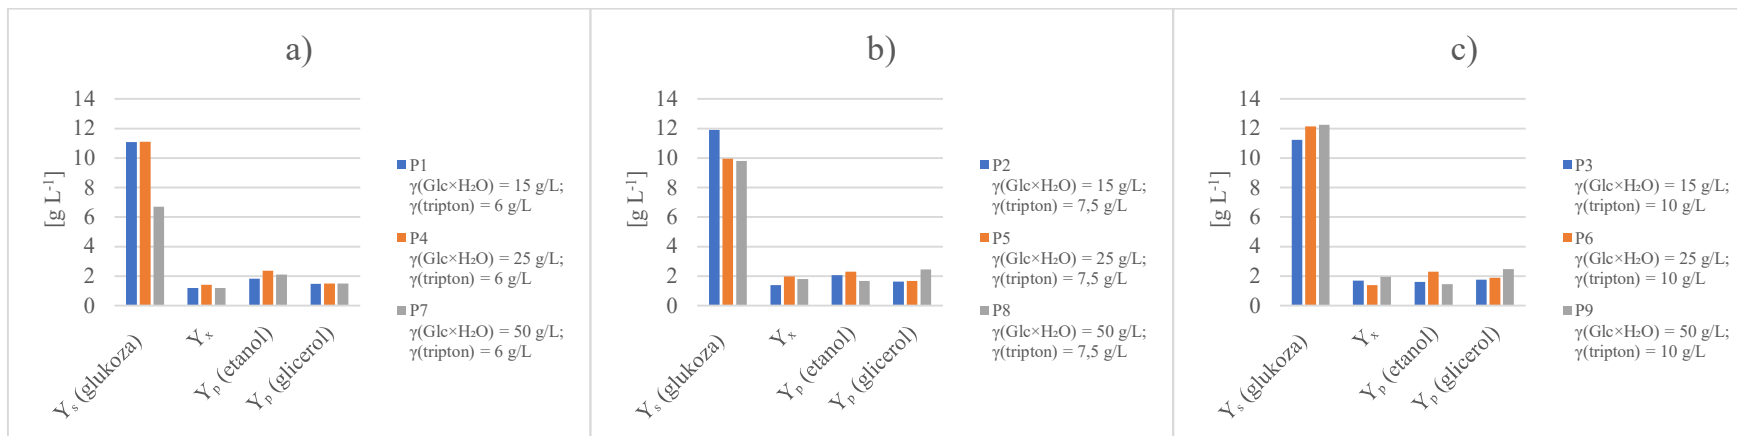 a)
[g L⁻¹]
14
12
10
8
6
4
2
0
Yₛ (glukoza)
Yₓ
Yₚ (etanol)
Yₚ (glicerol)
P1
γ(Glc×H₂O) = 15 g/L;
γ(tripton) = 6 g/L
P4
γ(Glc×H₂O) = 25 g/L;
γ(tripton) = 6 g/L
P7
γ(Glc×H₂O) = 50 g/L;
γ(tripton) = 6 g/L
b)
[g L⁻¹]
14
12
10
8
6
4
2
0
Yₛ (glukoza)
Yₓ
Yₚ (etanol)
Yₚ (glicerol)
P2
γ(Glc×H₂O) = 15 g/L;
γ(tripton) = 7,5 g/L
P5
γ(Glc×H₂O) = 25 g/L;
γ(tripton) = 7,5 g/L
P8
γ(Glc×H₂O) = 50 g/L;
γ(tripton) = 7,5 g/L
c)
[g L⁻¹]
14
12
10
8
6
4
2
0
Yₛ (glukoza)
Yₓ
Yₚ (etanol)
Yₚ (glicerol)
P3
γ(Glc×H₂O) = 15 g/L;
γ(tripton) = 10 g/L
P6
γ(Glc×H₂O) = 25 g/L;
γ(tripton) = 10 g/L
P9
γ(Glc×H₂O) = 50 g/L;
γ(tripton) = 10 g/L